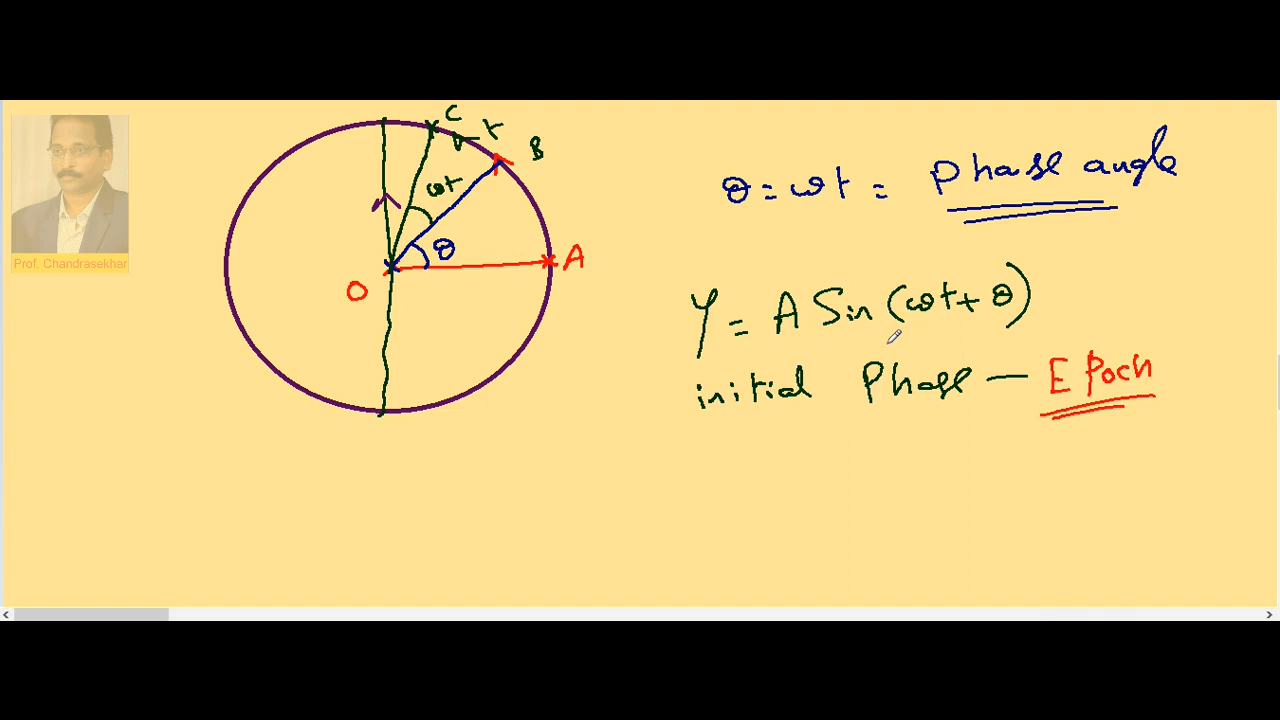 Prof. Chandrasekhar
C
t
B
ωt
θ
O
A
θ = ωt = Phase angle
Y = A Sin (ωt + θ)
initial Phase — EPoch